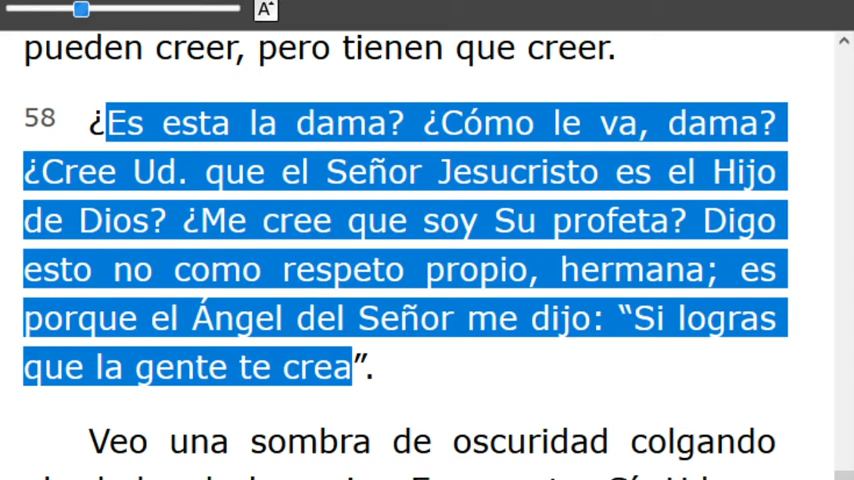 A
pueden creer, pero tienen que creer.
58 ¿Es esta la dama? ¿Cómo le va, dama?
¿Cree Ud. que el Señor Jesucristo es el Hijo
de Dios? ¿Me cree que soy Su profeta? Digo
esto no como respeto propio, hermana; es
porque el Ángel del Señor me dijo: “Si logras
que la gente te crea”.
Veo una sombra de oscuridad colgando